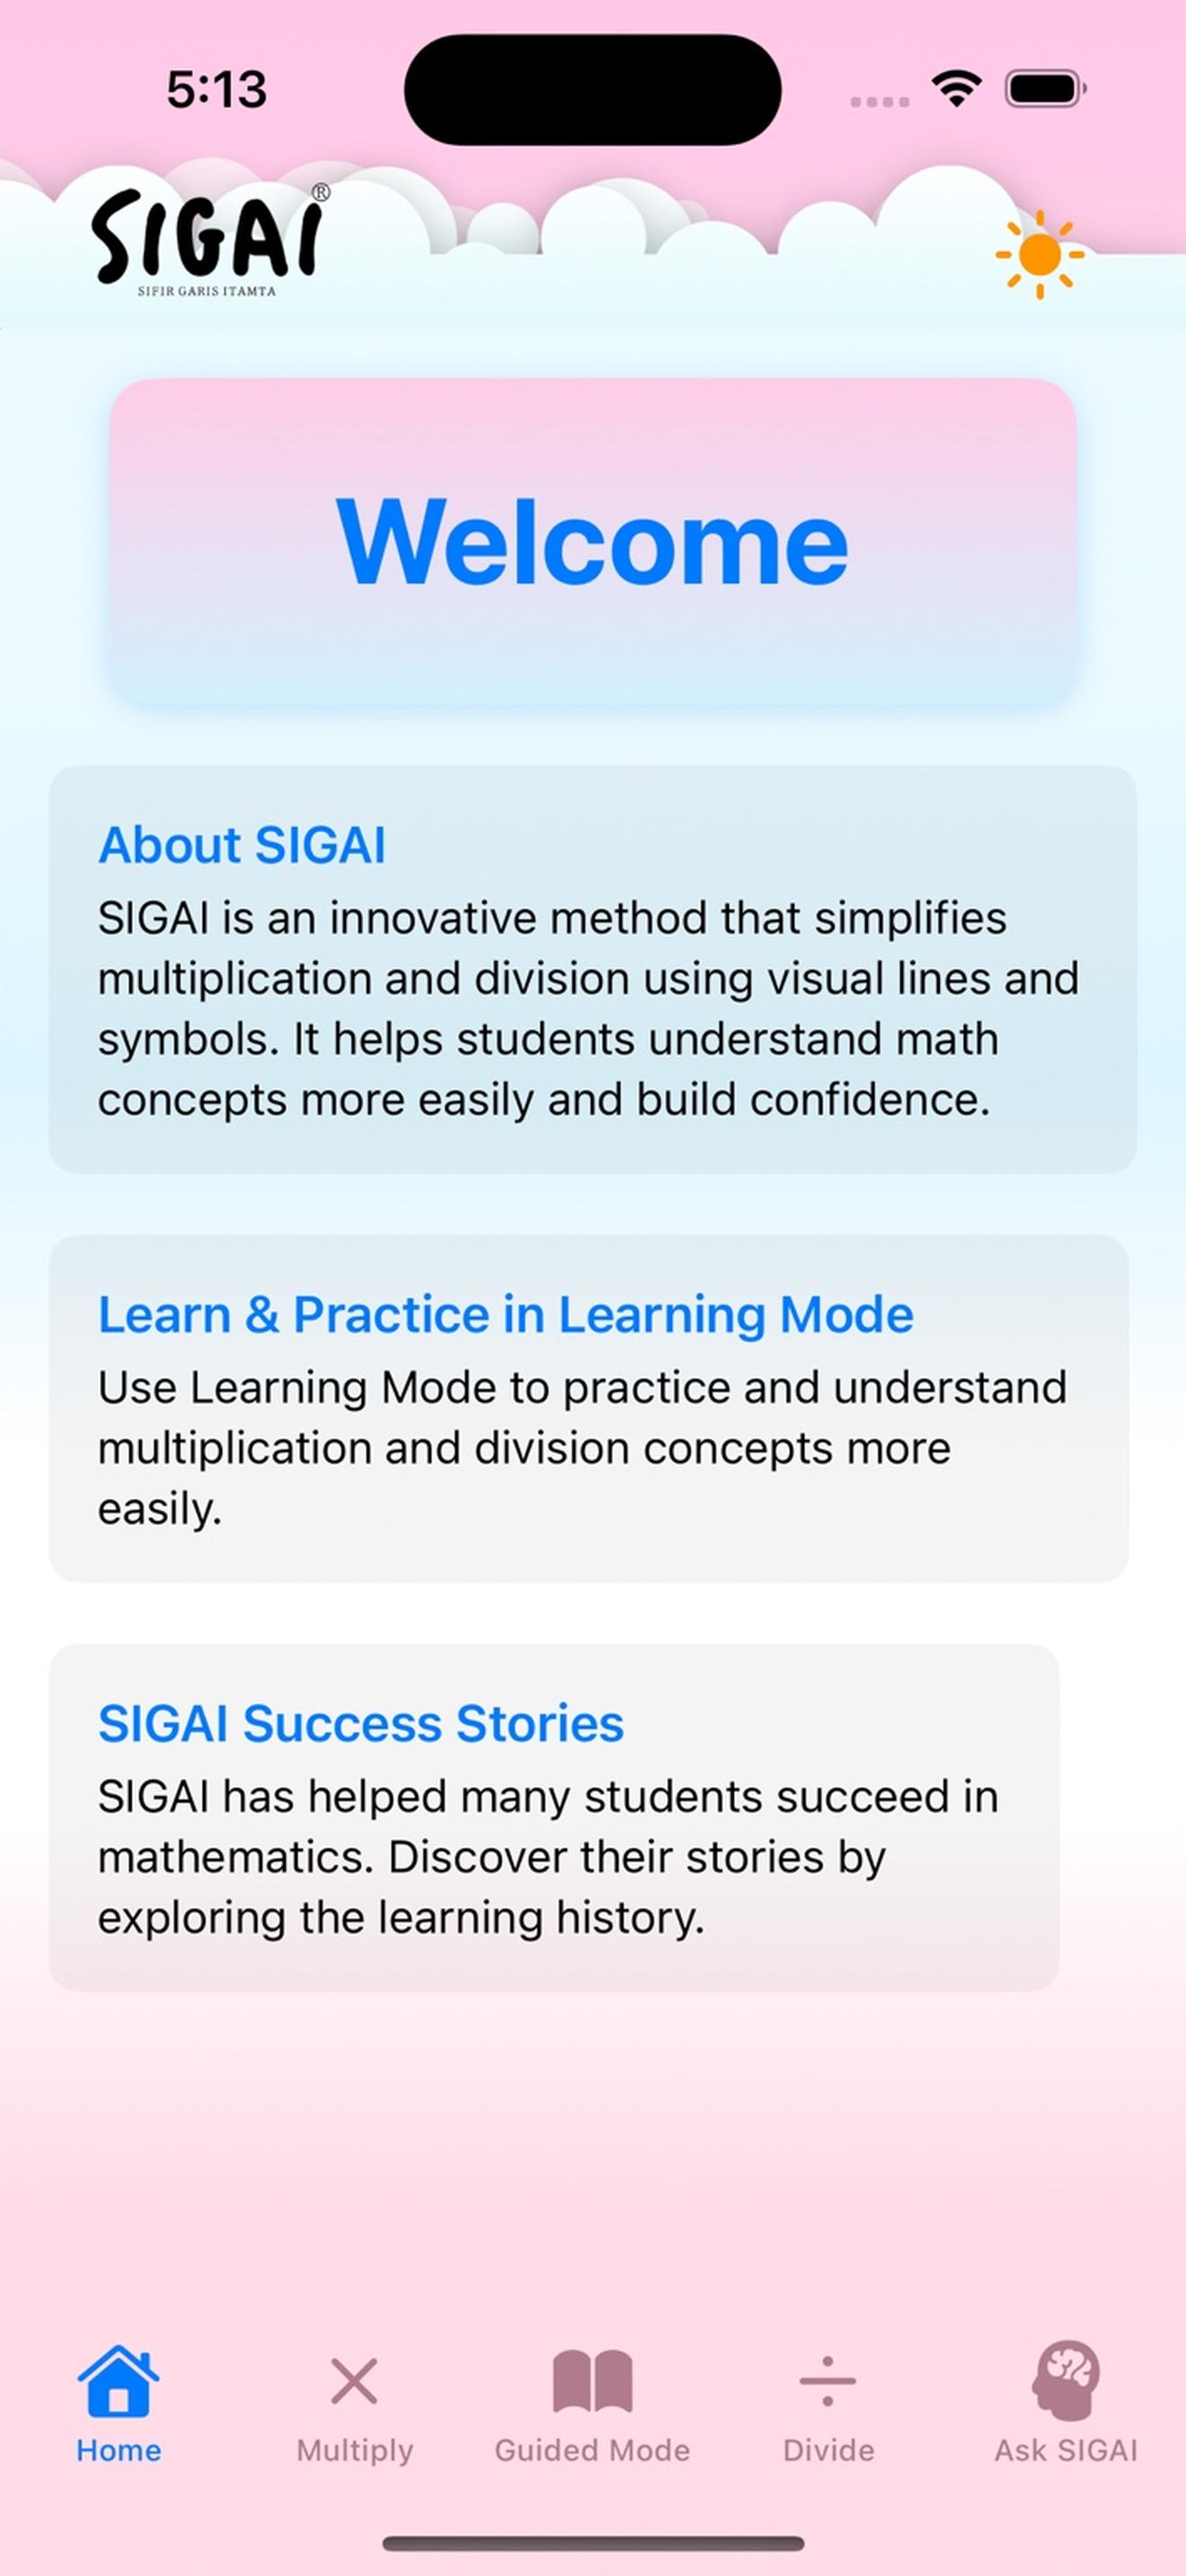 5:13
SIGAI®
SIFIR GARIS ITAMTA
Welcome
About SIGAI
SIGAI is an innovative method that simplifies
multiplication and division using visual lines and
symbols. It helps students understand math
concepts more easily and build confidence.
Learn & Practice in Learning Mode
Use Learning Mode to practice and understand
multiplication and division concepts more
easily.
SIGAI Success Stories
SIGAI has helped many students succeed in
mathematics. Discover their stories by
exploring the learning history.
Home
Multiply
Guided Mode
Divide
Ask SIGAI